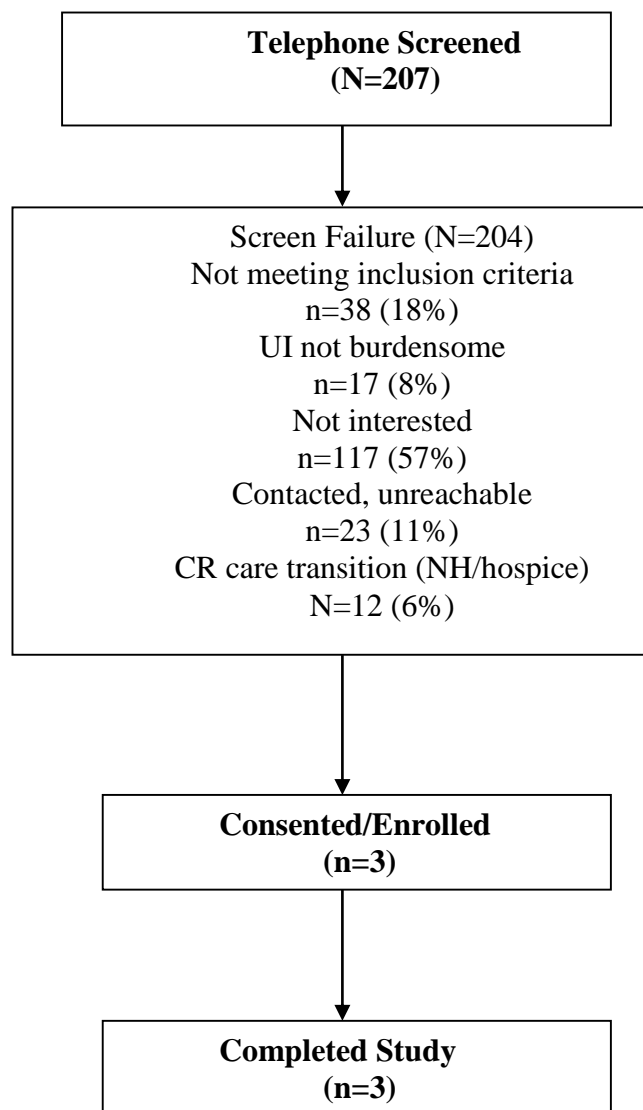 Telephone Screened
(N=207)
Screen Failure (N=204)
Not meeting inclusion criteria
n=38 (18%)
UI not burdensome
n=17 (8%)
Not interested
n=117 (57%)
Contacted, unreachable
n=23 (11%)
CR care transition (NH/hospice)
N=12 (6%)
Consented/Enrolled
(n=3)
Completed Study
(n=3)